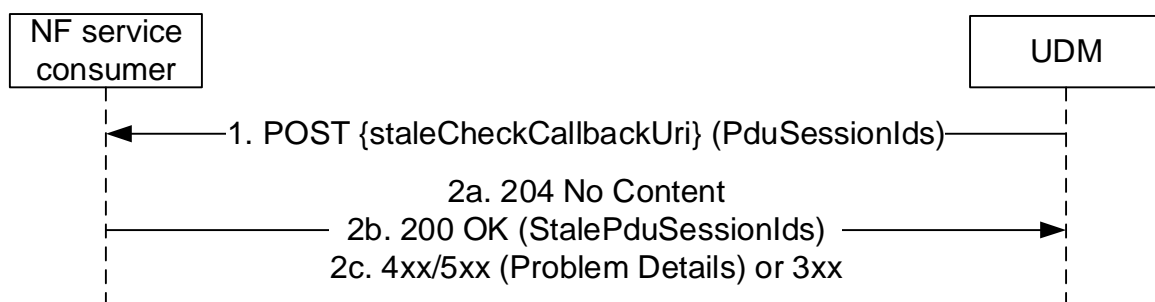 NF service
consumer
UDM
1. POST {staleCheckCallbackUri} (PduSessionIds)
2a. 204 No Content
2b. 200 OK (StalePduSessionIds)
2c. 4xx/5xx (Problem Details) or 3xx